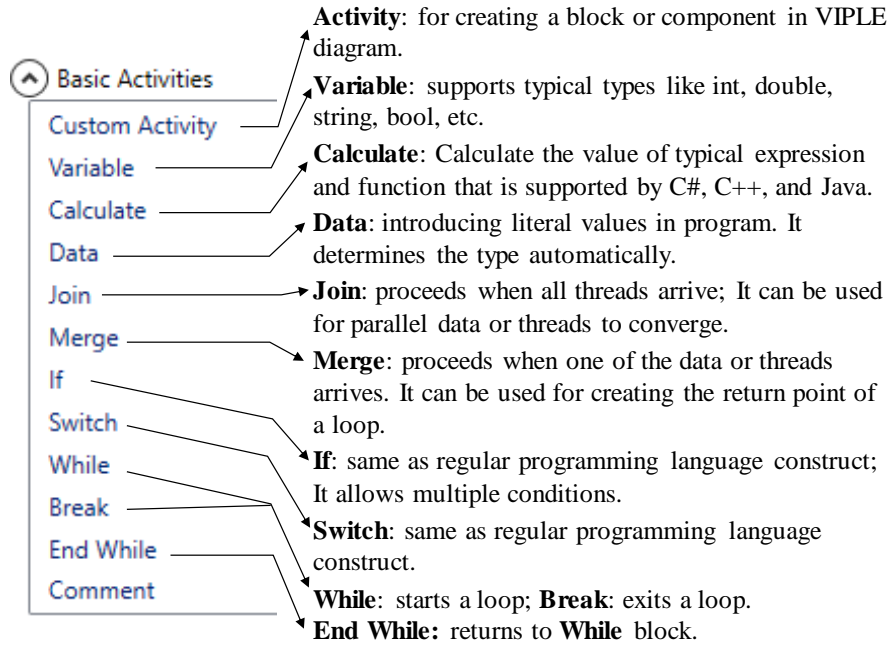 Basic Activities
Custom Activity
Variable
Calculate
Data
Join
Merge
If
Switch
While
Break
End While
Comment
Activity: for creating a block or component in VIPLE
diagram.
Variable: supports typical types like int, double,
string, bool, etc.
Calculate: Calculate the value of typical expression
and function that is supported by C#, C++, and Java.
Data: introducing literal values in program. It
determines the type automatically.
Join: proceeds when all threads arrive; It can be used
for parallel data or threads to converge.
Merge: proceeds when one of the data or threads
arrives. It can be used for creating the return point of
a loop.
If: same as regular programming language construct;
It allows multiple conditions.
Switch: same as regular programming language
construct.
While: starts a loop; Break: exits a loop.
End While: returns to While block.